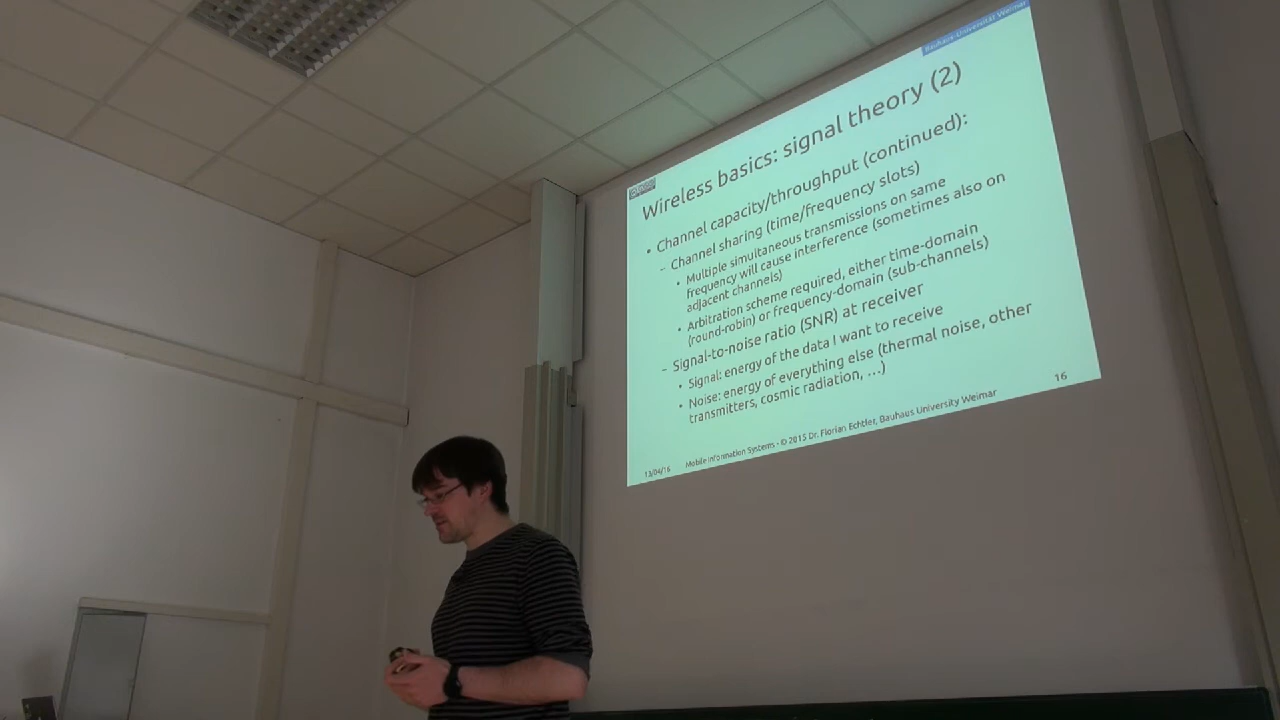 Bauhaus-Universität Weimar
Wireless basics: signal theory (2)
• Channel capacity/throughput (continued):
– Channel sharing (time/frequency slots)
• Multiple simultaneous transmissions on same
frequency will cause interference (sometimes also on
adjacent channels)
• Arbitration scheme required, either time-domain
(round-robin) or frequency-domain (sub-channels)
– Signal-to-noise ratio (SNR) at receiver
• Signal: energy of the data I want to receive
• Noise: energy of everything else (thermal noise, other
transmitters, cosmic radiation, …)
13/04/16
Mobile Information Systems - © 2015 Dr. Florian Echtler, Bauhaus University Weimar
16